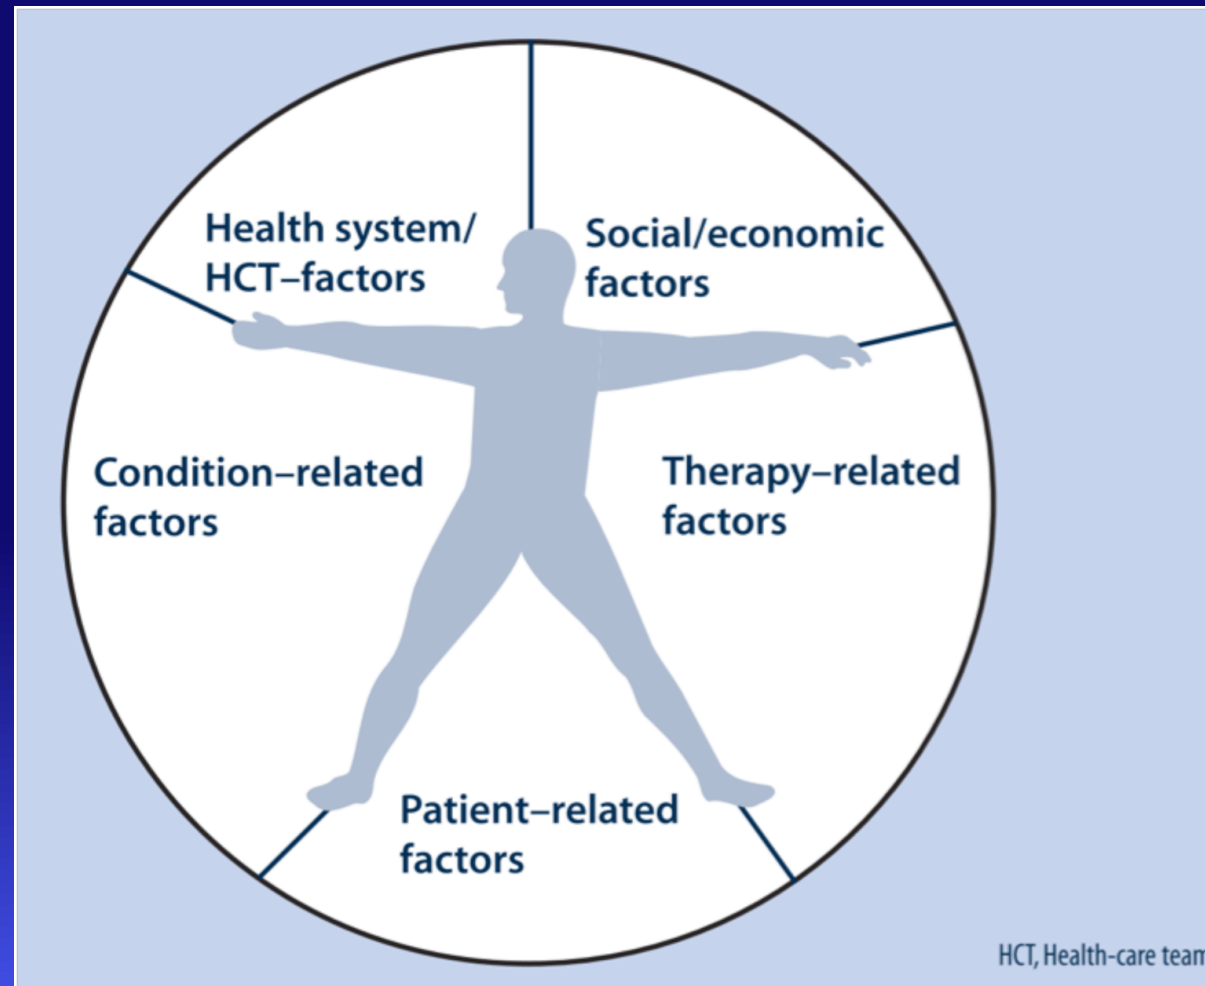 Health system/
HCT–factors
Social/economic
factors
Condition–related
factors
Therapy–related
factors
Patient–related
factors
HCT, Health-care team